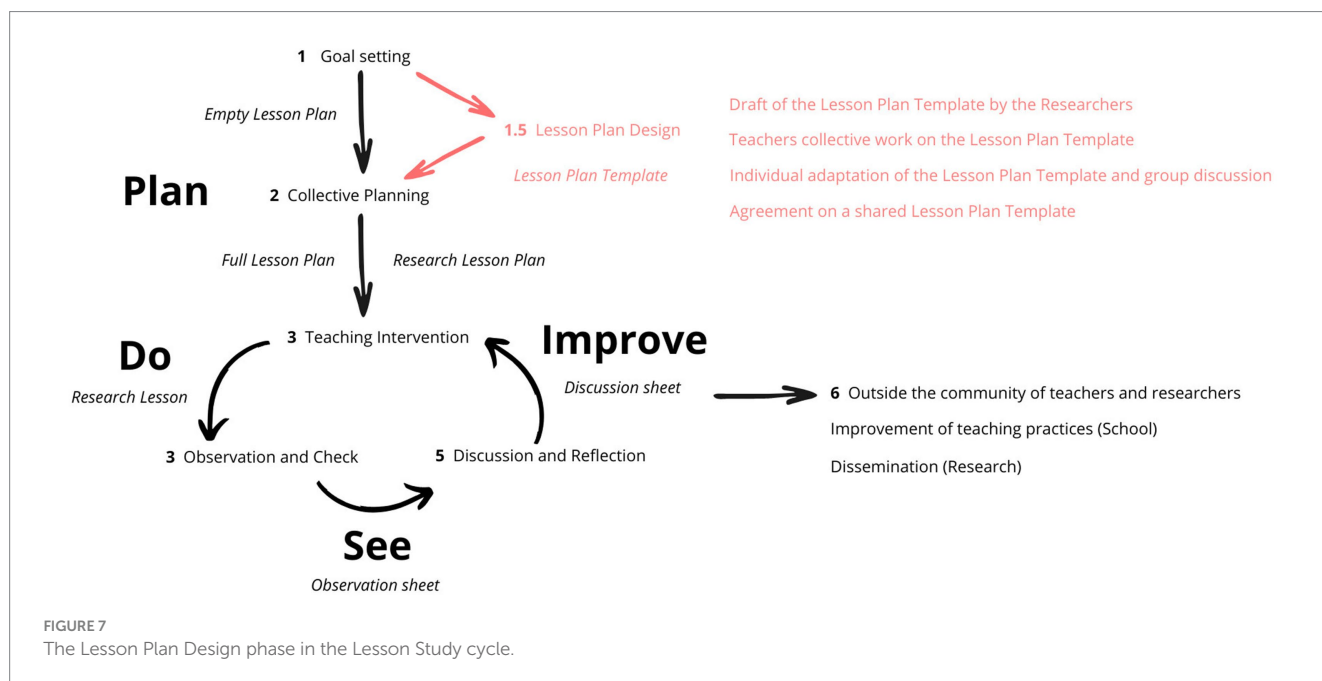 1 Goal setting
Draft of the Lesson Plan Template by the Researchers
Empty Lesson Plan
1.5 Lesson Plan Design
Teachers collective work on the Lesson Plan Template
Lesson Plan Template
Individual adaptation of the Lesson Plan Template and group discussion
Plan
2 Collective Planning
Agreement on a shared Lesson Plan Template
Full Lesson Plan
Research Lesson Plan
3 Teaching Intervention
Improve
Do
Discussion sheet
Research Lesson
6 Outside the community of teachers and researchers
Improvement of teaching practices (School)
3 Observation and Check
5 Discussion and Reflection
Dissemination (Research)
See
Observation sheet
FIGURE 7
The Lesson Plan Design phase in the Lesson Study cycle.